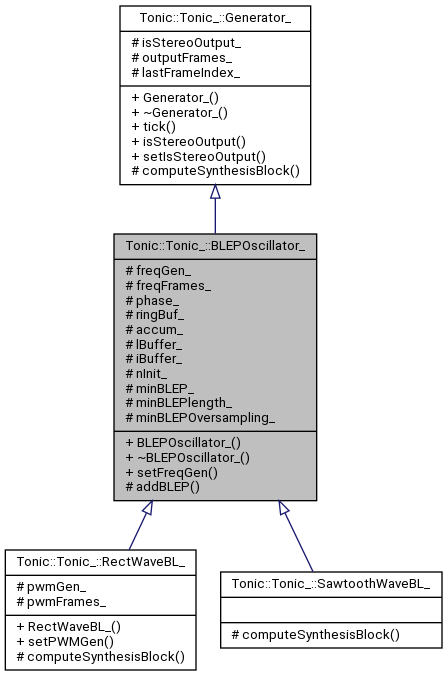 Tonic::Tonic_::Generator_
# isStereoOutput_
# outputFrames_
# lastFrameIndex_
+ Generator_()
+ ~Generator_()
+ tick()
+ isStereoOutput()
+ setIsStereoOutput()
# computeSynthesisBlock()
Tonic::Tonic_::BLEPOscillator_
# freqGen_
# freqFrames_
# phase_
# ringBuf_
# accum_
# lBuffer_
# iBuffer_
# nInit_
# minBLEP_
# minBLEPlength_
# minBLEPOversampling_
+ BLEPOscillator_()
+ ~BLEPOscillator_()
+ setFreqGen()
# addBLEP()
Tonic::Tonic_::RectWaveBL_
# pwmGen_
# pwmFrames_
+ RectWaveBL_()
+ setPWMGen()
# computeSynthesisBlock()
Tonic::Tonic_::SawtoothWaveBL_
# computeSynthesisBlock()